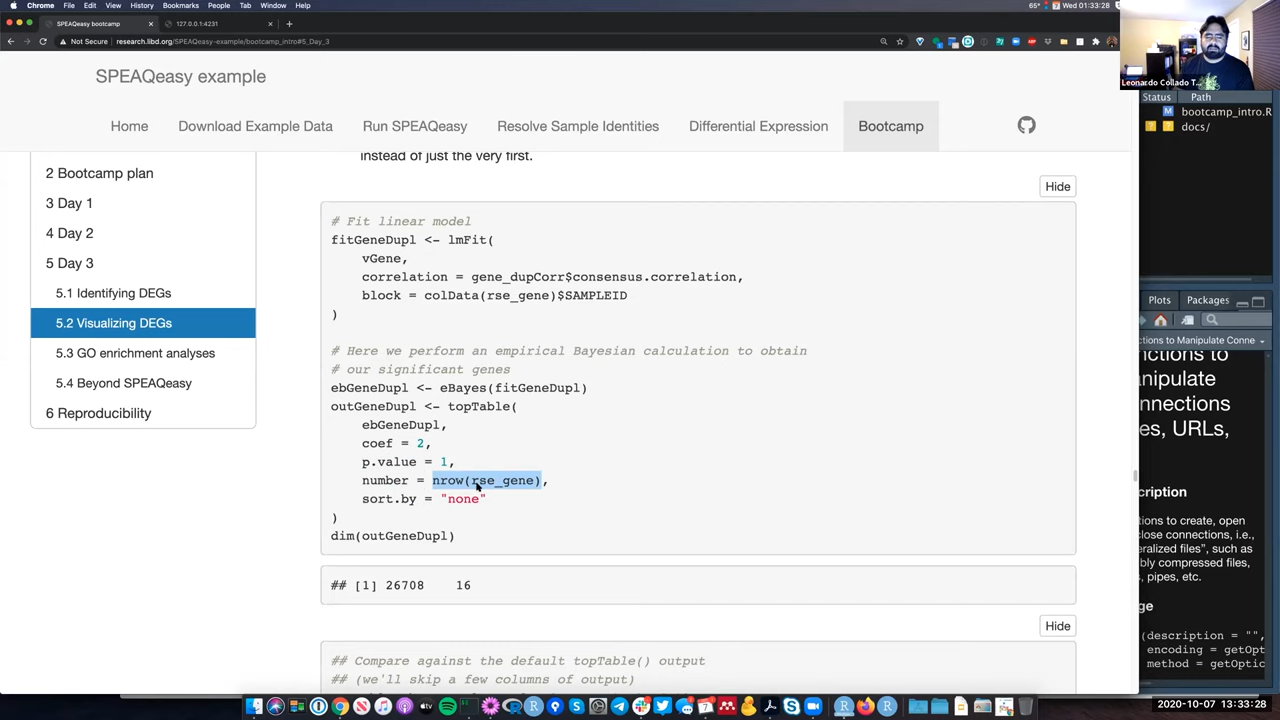 Chrome File Edit View History Bookmarks People Tab Window Help
65° Wed 01:33:28
SPEAQeasy bootcamp
127.0.0.1:4231
Not Secure research.libd.org/SPEAQeasy-example/bootcamp_intro#5_Day_3
Leonardo Collado T...
SPEAQeasy example
Home Download Example Data Run SPEAQeasy Resolve Sample Identities Differential Expression Bootcamp
2 Bootcamp plan
3 Day 1
4 Day 2
5 Day 3
5.1 Identifying DEGs
5.2 Visualizing DEGs
5.3 GO enrichment analyses
5.4 Beyond SPEAQeasy
6 Reproducibility
instead of just the very first.
Hide
# Fit linear model
fitGeneDupl <- lmFit(
vGene,
correlation = gene_dupCorr$consensus.correlation,
block = colData(rse_gene)$SAMPLEID
)
# Here we perform an empirical Bayesian calculation to obtain
# our significant genes
ebGeneDupl <- eBayes(fitGeneDupl)
outGeneDupl <- topTable(
ebGeneDupl,
coef = 2,
p.value = 1,
number = nrow(rse_gene),
sort.by = "none"
)
dim(outGeneDupl)
## [1] 26708 16
Hide
## Compare against the default topTable() output
## (we'll skip a few columns of output)
Status Path
M bootcamp_intro.R
? ? docs/
Plots Packages
tions to Manipulate Conne
nctions to
anipulate
nnections
es, URLs,
scription
tions to create, open
close connections, i.e.,
eralized files", such as
bly compressed files,
s, pipes, etc.
ge
(description = "",
encoding = getOpt
method = getOptic
2020-10-07 13:33:28